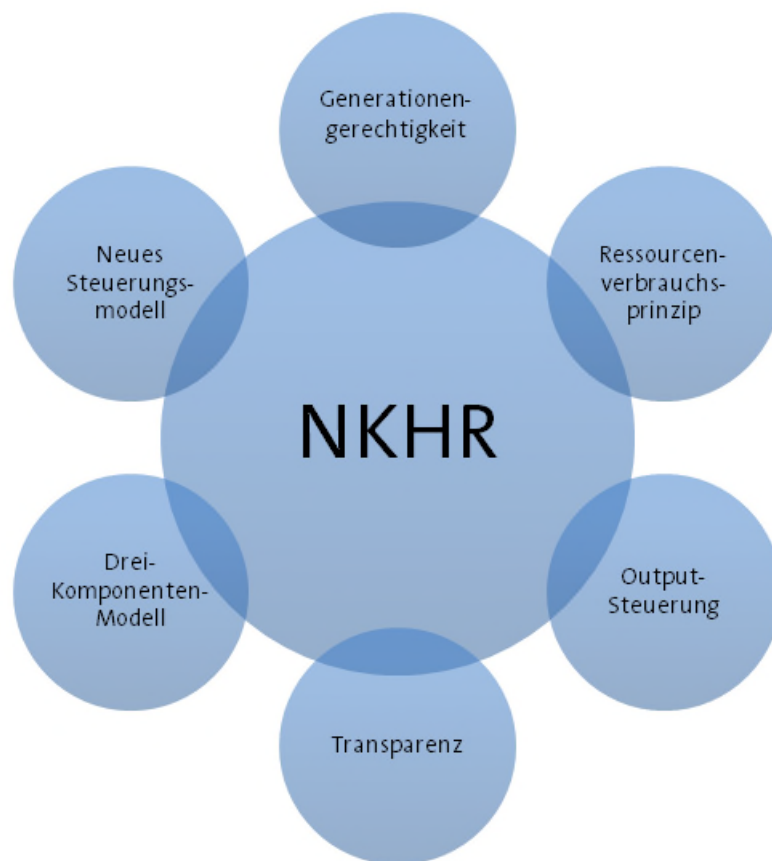 Generationen-
gerechtigkeit
Neues
Steuerungs-
modell
Ressourcen-
verbrauchs-
prinzip
NKHR
Drei-
Komponenten-
Modell
Output-
Steuerung
Transparenz